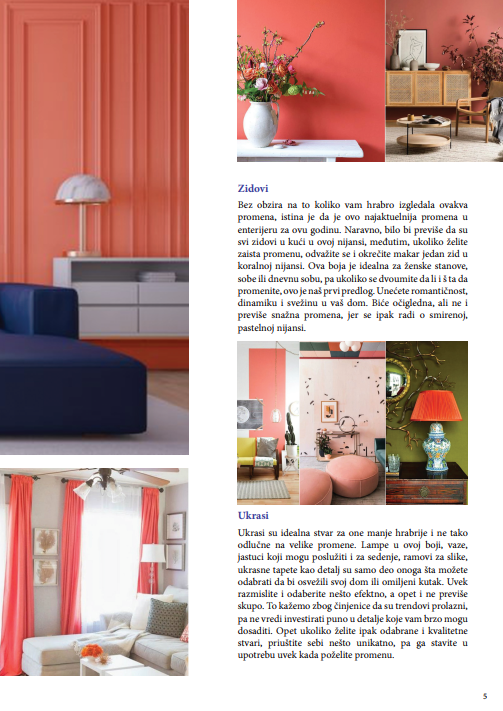 Zidovi
Bez obzira na to koliko vam hrabro izgledala ovakva
promena, istina je da je ovo najaktuelnija promena u
enterijeru za ovu godinu. Naravno, bilo bi previše da su
svi zidovi u kući u ovoj nijansi, međutim, ukoliko želite
zaista promenu, odvažite se i okrečite makar jedan zid u
koralnoj nijansi. Ova boja je idealna za ženske stanove,
sobe ili dnevnu sobu, pa ukoliko se dvoumite da li i šta da
promenite, ovo je naš prvi predlog. Unećete romantičnost,
dinamiku i svežinu u vaš dom. Biće očigledna, ali ne i
previše snažna promena, jer se ipak radi o smirenoj,
pastelnoj nijansi.
Ukrasi
Ukrasi su idealna stvar za one manje hrabrije i ne tako
odlučne na velike promene. Lampe u ovoj boji, vaze,
jastuci koji mogu poslužiti i za sedenje, ramovi za slike,
ukrasne tapete kao detalj su samo deo onoga šta možete
odabrati da bi osvežili svoj dom ili omiljeni kutak. Uvek
razmislite i odaberite nešto efektno, a opet i ne previše
skupo. To kažemo zbog činjenice da su trendovi prolazni,
pa ne vredi investirati puno u detalje koje vam brzo mogu
dosaditi. Opet ukoliko želite ipak odabrane i kvalitetne
stvari, priuštite sebi nešto unikatno, pa ga stavite u
upotrebu uvek kada poželite promenu.
5